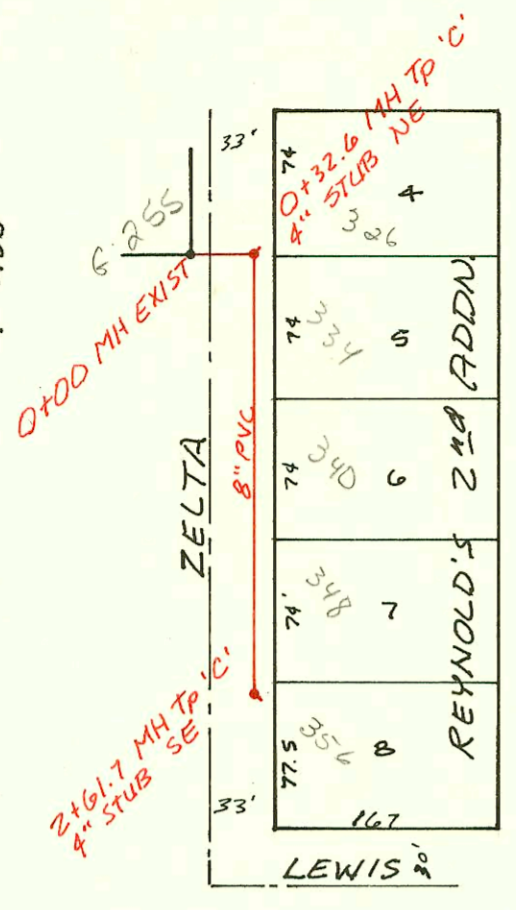 0+32.6 MH TP 'C'
4" STUB NE
33'
74
4
326
6-255
0+00 MH EXIST
74
334
5
8" PVC
ZELTA
74
340
6
74'
348
7
REYNOLD'S 2nd ADDN.
2+61.7 MH TP 'C'
4" STUB SE
77.5
356
8
33'
167
LEWIS